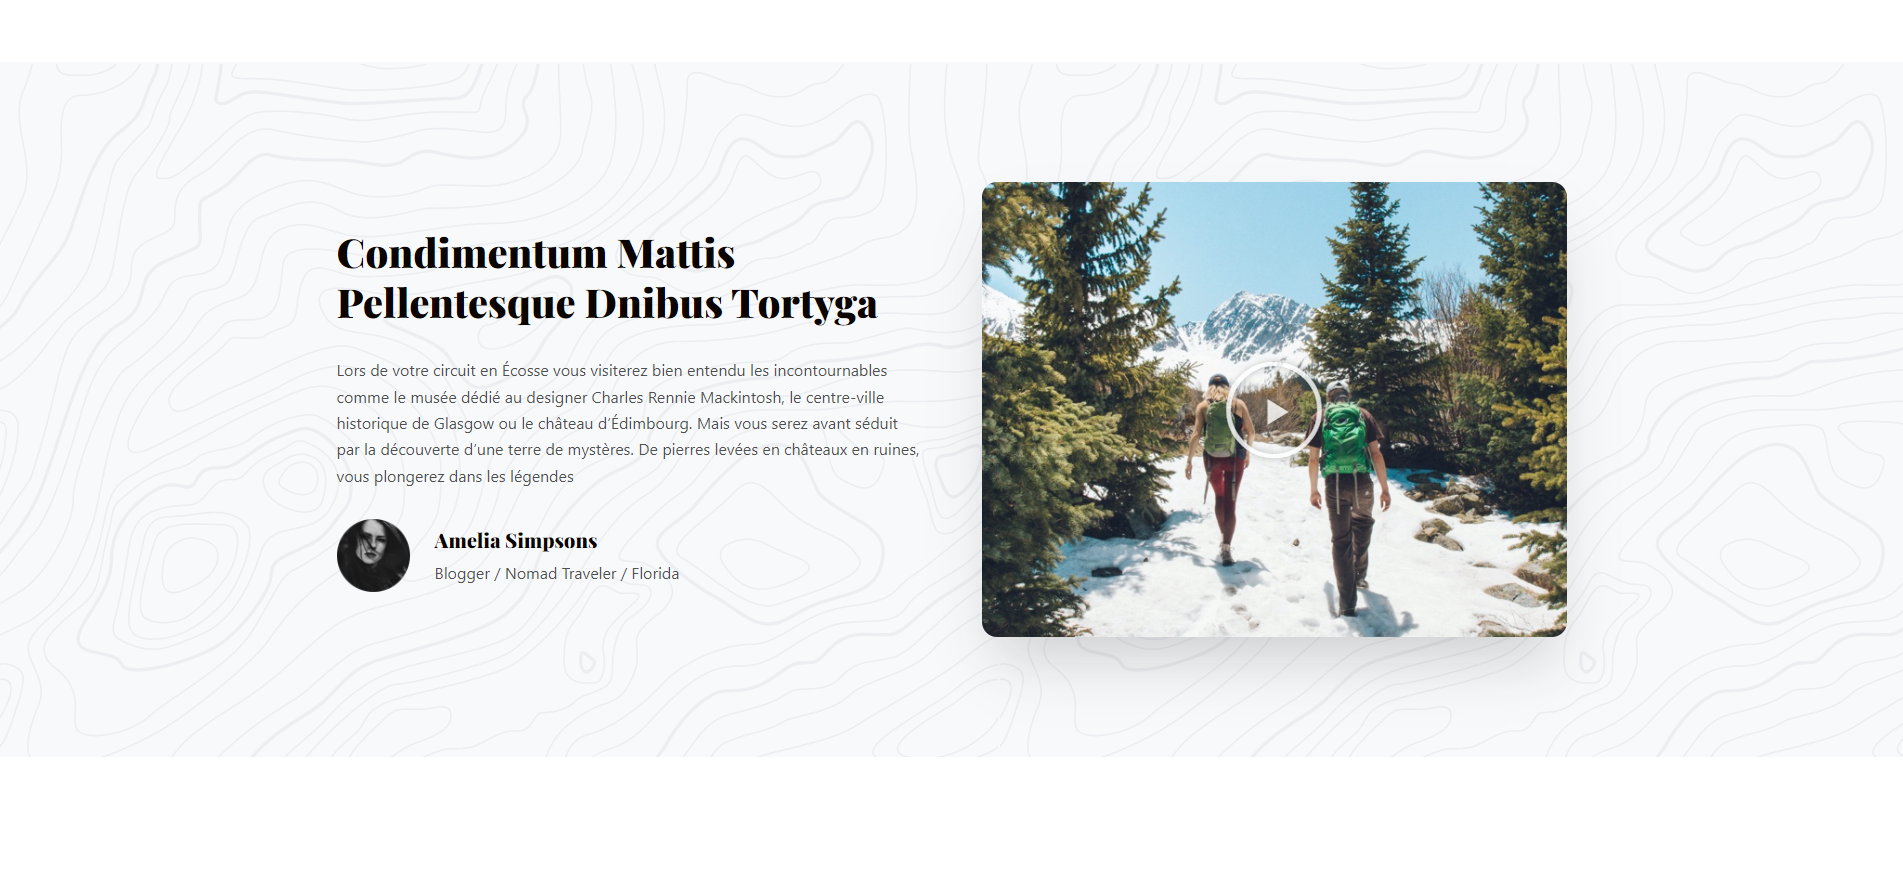 Condimentum Mattis
Pellentesque Dnibus Tortyga
Lors de votre circuit en Écosse vous visiterez bien entendu les incontournables
comme le musée dédié au designer Charles Rennie Mackintosh, le centre-ville
historique de Glasgow ou le château d’Édimbourg. Mais vous serez avant séduit
par la découverte d’une terre de mystères. De pierres levées en châteaux en ruines,
vous plongerez dans les légendes
Amelia Simpsons
Blogger / Nomad Traveler / Florida